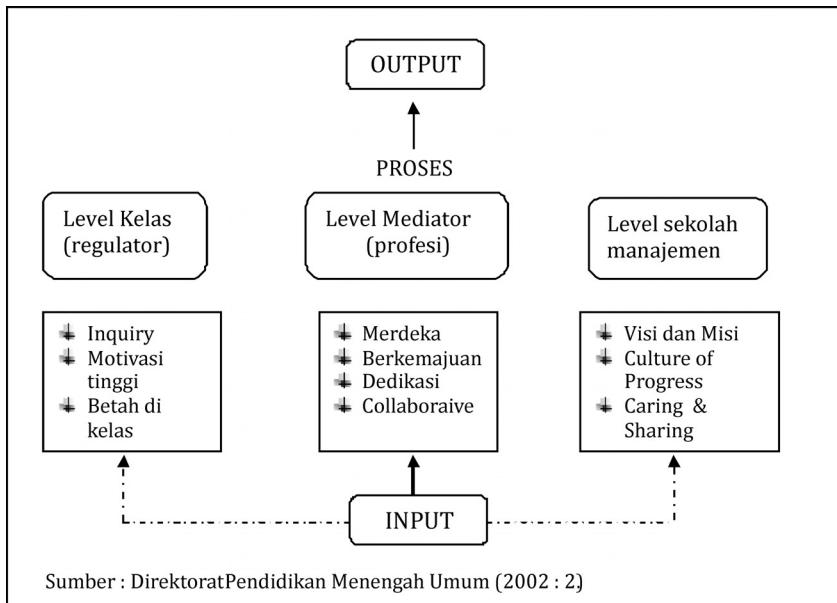 OUTPUT
PROSES
Level Kelas
(regulator)
Level Mediator
(profesi)
Level sekolah
manajemen
Inquiry
Motivasi
tinggi
Betah di
kelas
Merdeka
Berkemajuan
Dedikasi
Collaboraive
Visi dan Misi
Culture of
Progress
Caring &
Sharing
INPUT
Sumber : DirektoratPendidikan Menengah Umum (2002 : 2)